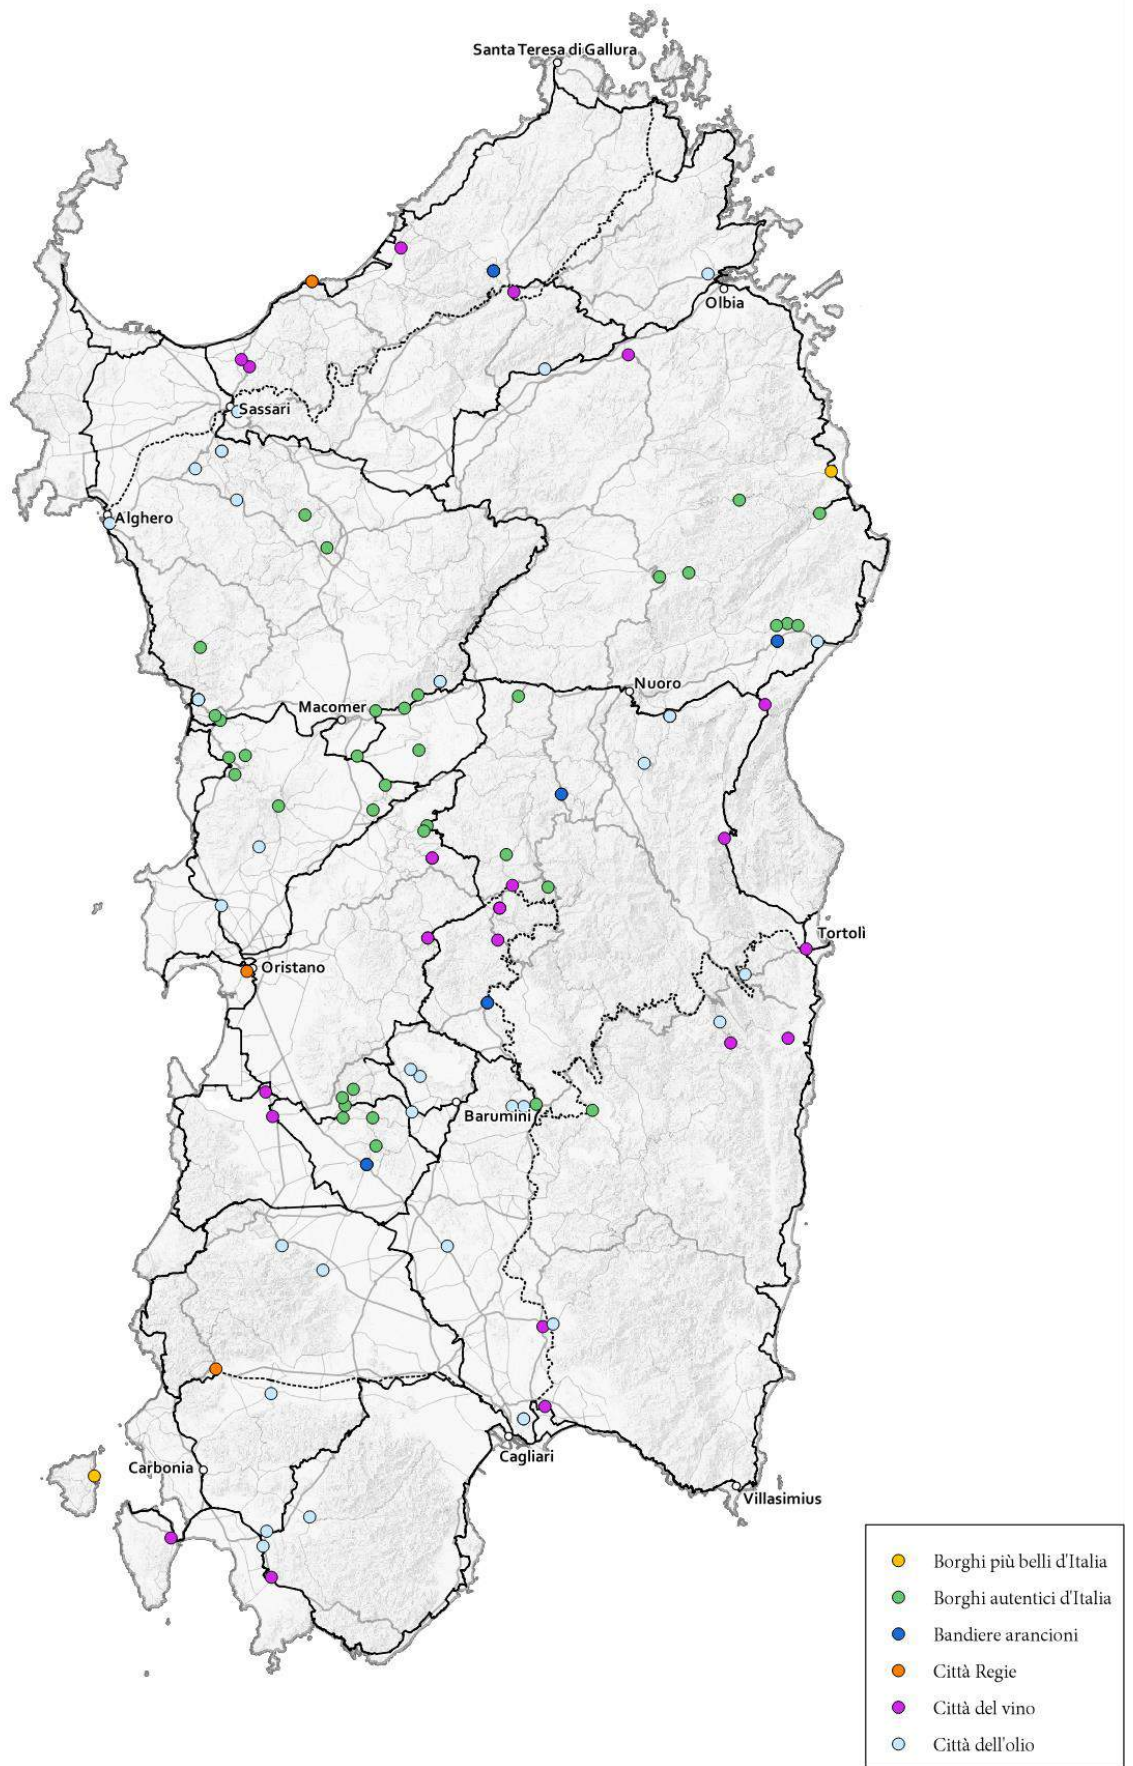 Santa Teresa di Gallura
Olbia
Sassari
Alghero
Nuoro
Macomer
Tortolì
Oristano
Barumini
Cagliari
Carbonia
Villasimius
Borghi più belli d'Italia
Borghi autentici d'Italia
Bandiere arancioni
Città Regie
Città del vino
Città dell'olio